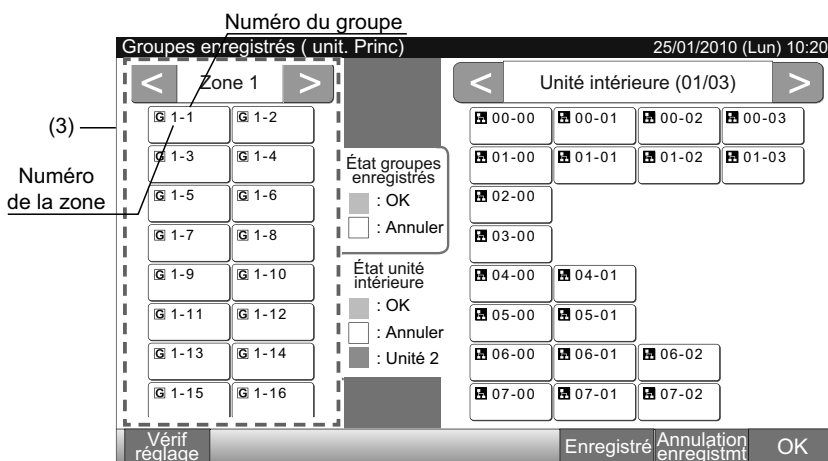 Numéro du groupe
Groupes enregistrés ( unit. Princ) 25/01/2010 (Lun) 10:20
< Zone 1 >
< Unité intérieure (01/03) >
(3)
Numéro
de la zone
G 1-1 G 1-2
G 1-3 G 1-4
G 1-5 G 1-6
G 1-7 G 1-8
G 1-9 G 1-10
G 1-11 G 1-12
G 1-13 G 1-14
G 1-15 G 1-16
État groupes
enregistrés
: OK
: Annuler
État unité
intérieure
: OK
: Annuler
: Unité 2
00-00 00-01 00-02 00-03
01-00 01-01 01-02 01-03
02-00
03-00
04-00 04-01
05-00 05-01
06-00 06-01 06-02
07-00 07-01 07-02
Vérif
réglage
Enregistré
Annulation
enregistmt
OK